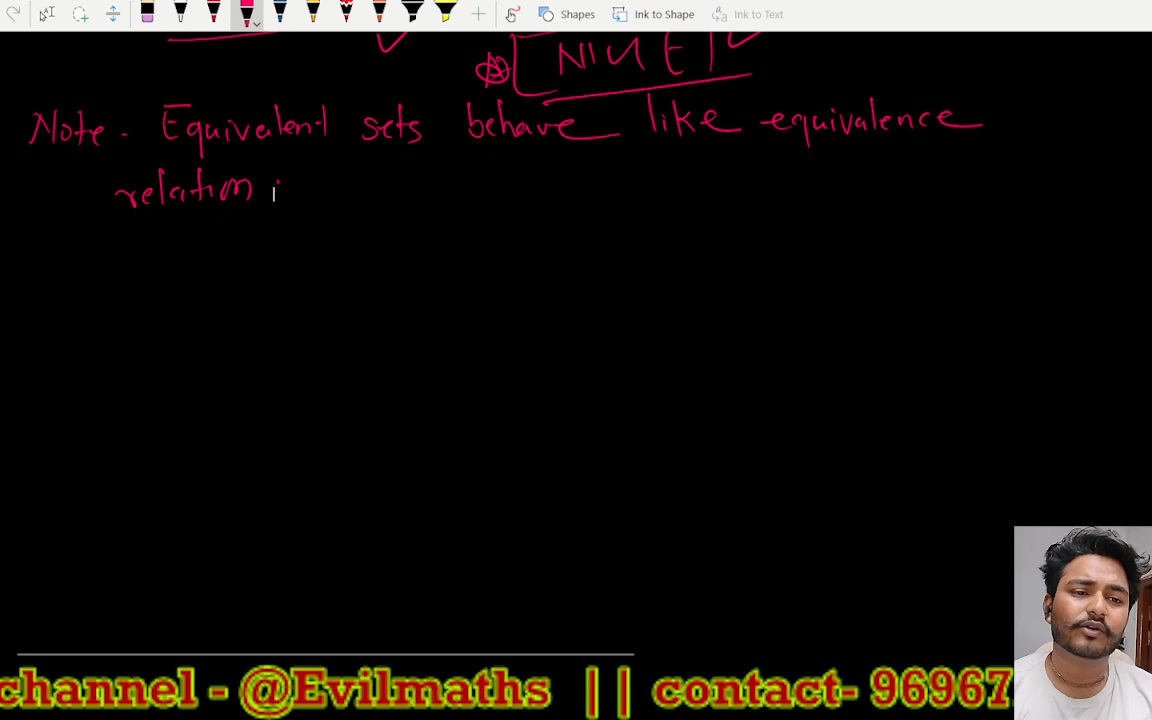 Shapes Ink to Shape Ink to Text
Note - Equivalent sets behave like equivalence
relation i
channel - @Evilmaths || contact- 96967